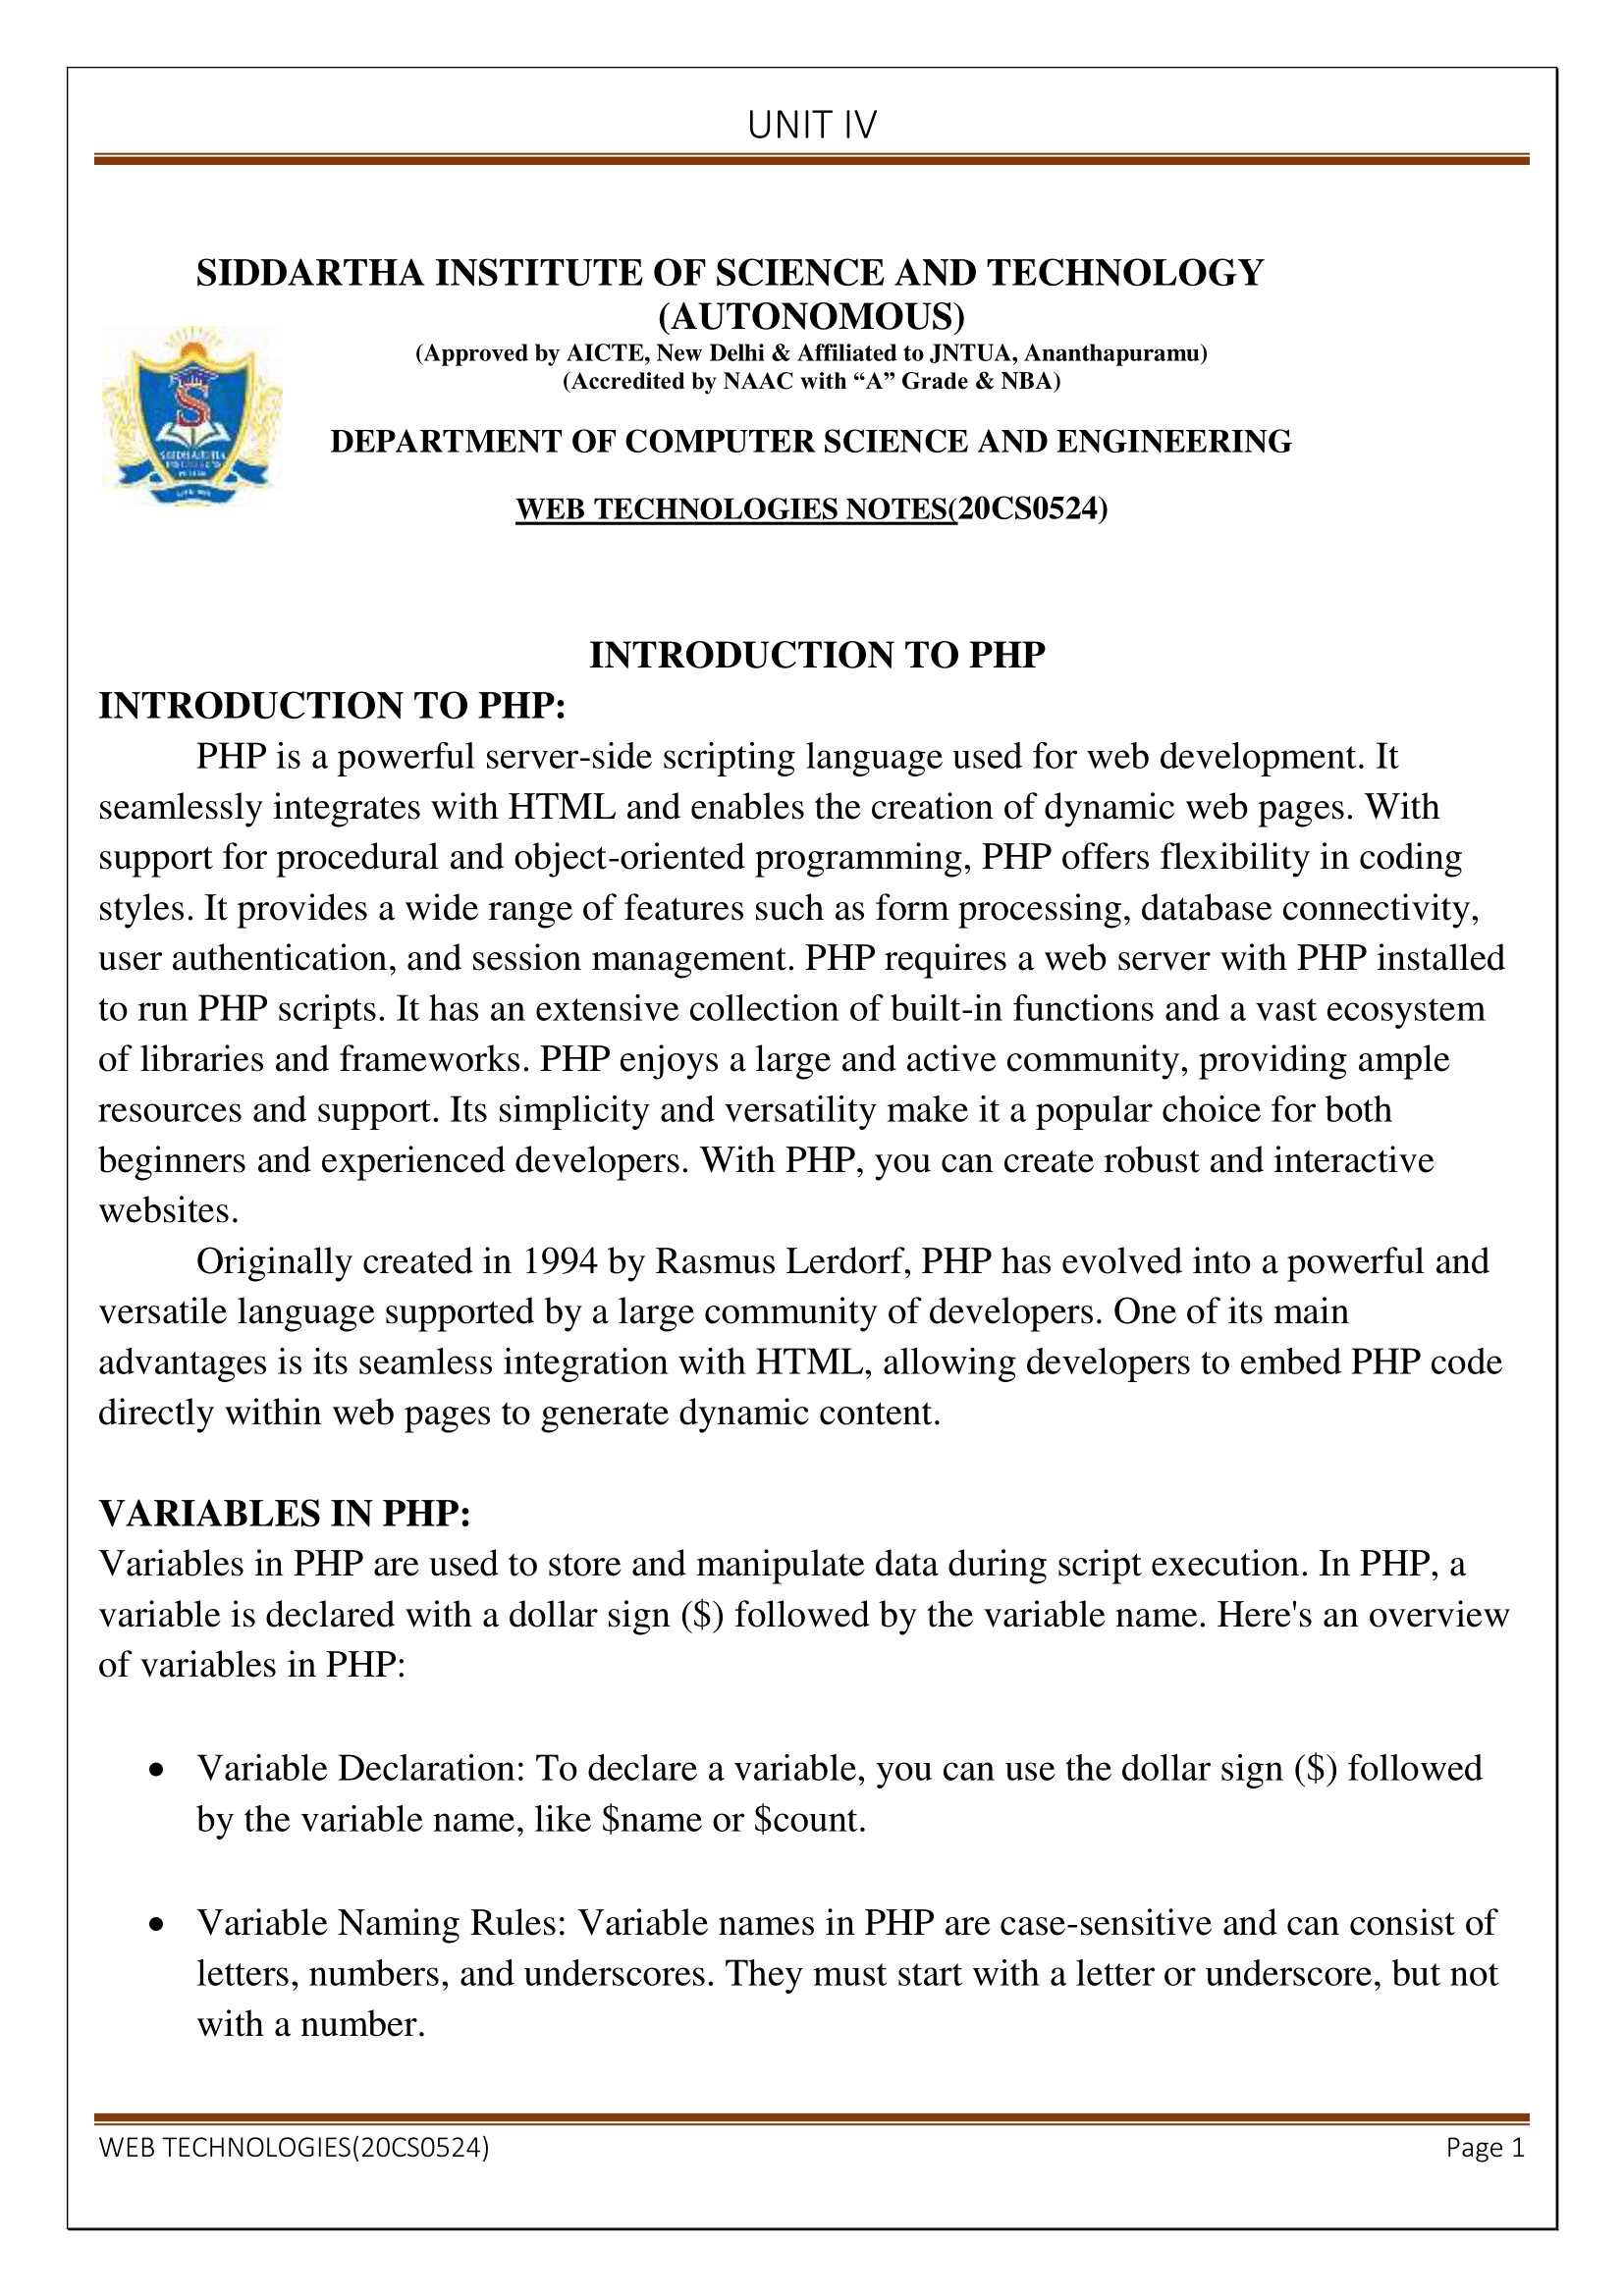 UNIT IV
SIDDARTHA INSTITUTE OF SCIENCE AND TECHNOLOGY
(AUTONOMOUS)
(Approved by AICTE, New Delhi & Affiliated to JNTUA, Ananthapuramu)
(Accredited by NAAC with “A” Grade & NBA)
S
DEPARTMENT OF COMPUTER SCIENCE AND ENGINEERING
WEB TECHNOLOGIES NOTES(20CS0524)
INTRODUCTION TO PHP
INTRODUCTION TO PHP:
PHP is a powerful server-side scripting language used for web development. It
seamlessly integrates with HTML and enables the creation of dynamic web pages. With
support for procedural and object-oriented programming, PHP offers flexibility in coding
styles. It provides a wide range of features such as form processing, database connectivity,
user authentication, and session management. PHP requires a web server with PHP installed
to run PHP scripts. It has an extensive collection of built-in functions and a vast ecosystem
of libraries and frameworks. PHP enjoys a large and active community, providing ample
resources and support. Its simplicity and versatility make it a popular choice for both
beginners and experienced developers. With PHP, you can create robust and interactive
websites.
Originally created in 1994 by Rasmus Lerdorf, PHP has evolved into a powerful and
versatile language supported by a large community of developers. One of its main
advantages is its seamless integration with HTML, allowing developers to embed PHP code
directly within web pages to generate dynamic content.
VARIABLES IN PHP:
Variables in PHP are used to store and manipulate data during script execution. In PHP, a
variable is declared with a dollar sign ($) followed by the variable name. Here's an overview
of variables in PHP:
• Variable Declaration: To declare a variable, you can use the dollar sign ($) followed
by the variable name, like $name or $count.
• Variable Naming Rules: Variable names in PHP are case-sensitive and can consist of
letters, numbers, and underscores. They must start with a letter or underscore, but not
with a number.
WEB TECHNOLOGIES(20CS0524) Page 1